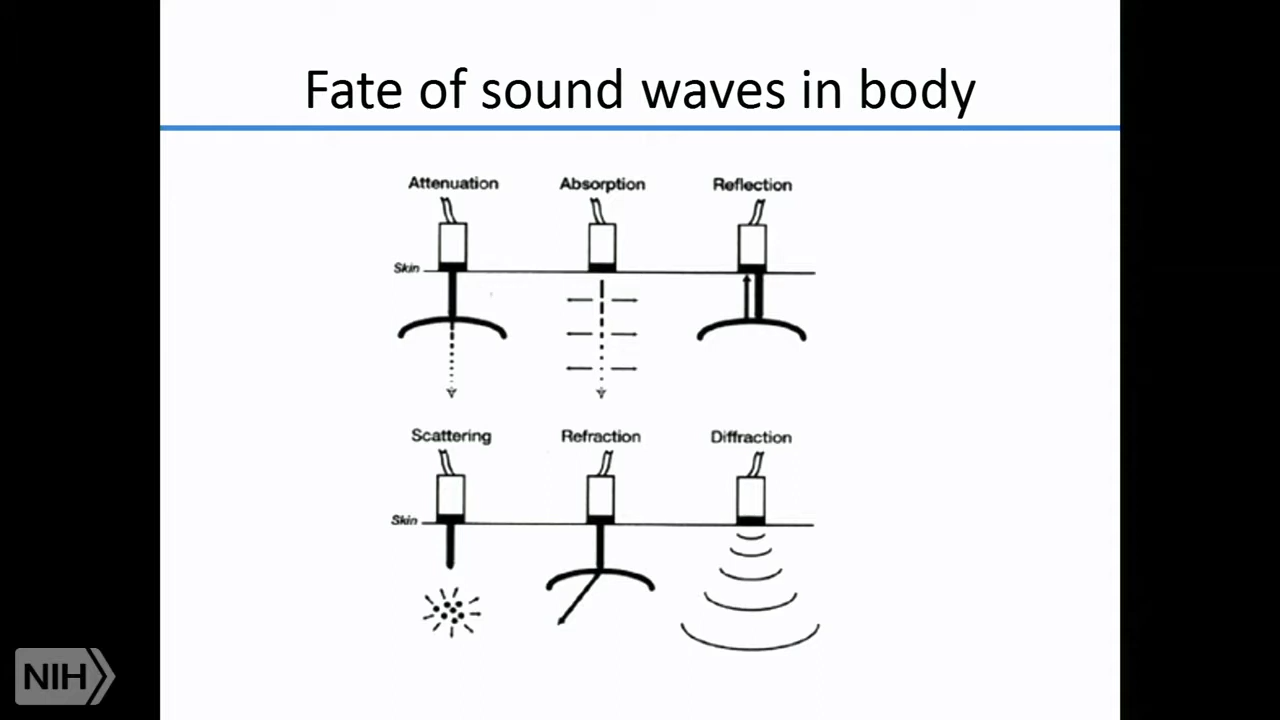 Fate of sound waves in body
Attenuation Absorption Reflection
Skin
Scattering Refraction Diffraction
Skin
NIH